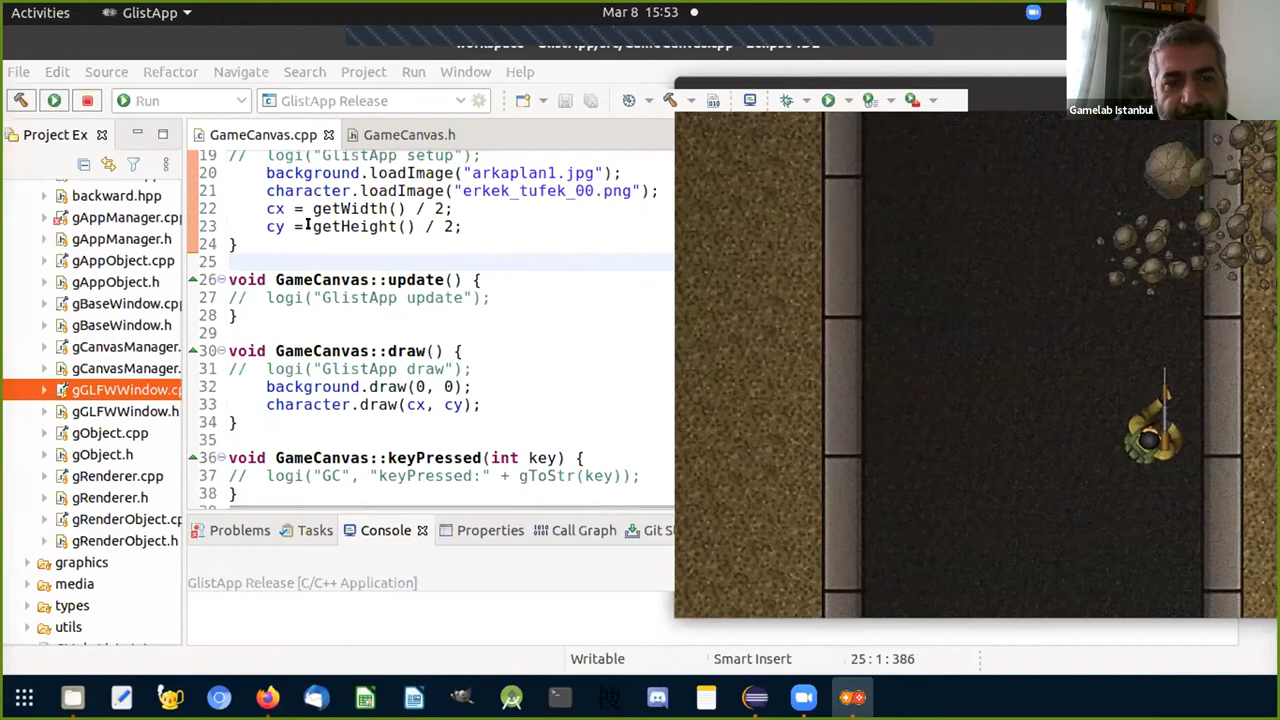 Activities
GlistApp
Mar 8 15:53
File Edit Source Refactor Navigate Search Project Run Window Help
Gamelab Istanbul
Run
GlistApp Release
Project Ex
GameCanvas.cpp
GameCanvas.h
backward.hpp
gAppManager.cpp
gAppManager.h
gAppObject.cpp
gAppObject.h
gBaseWindow.cpp
gBaseWindow.h
gCanvasManager.
gCanvasManager.
gGLFWWindow.cp
gGLFWWindow.h
gObject.cpp
gObject.h
gRenderer.cpp
gRenderer.h
gRenderObject.cp
gRenderObject.h
graphics
media
types
utils
19 // logi("GlistApp setup");
20 background.loadImage("arkaplan1.jpg");
21 character.loadImage("erkek_tufek_00.png");
22 cx = getWidth() / 2;
23 cy = getHeight() / 2;
24 }
25
26 void GameCanvas::update() {
27 // logi("GlistApp update");
28 }
29
30 void GameCanvas::draw() {
31 // logi("GlistApp draw");
32 background.draw(0, 0);
33 character.draw(cx, cy);
34 }
35
36 void GameCanvas::keyPressed(int key) {
37 // logi("GC", "keyPressed:" + gToStr(key));
38 }
Problems Tasks Console Properties Call Graph Git S
GlistApp Release [C/C++ Application]
Writable
Smart Insert
25 : 1 : 386